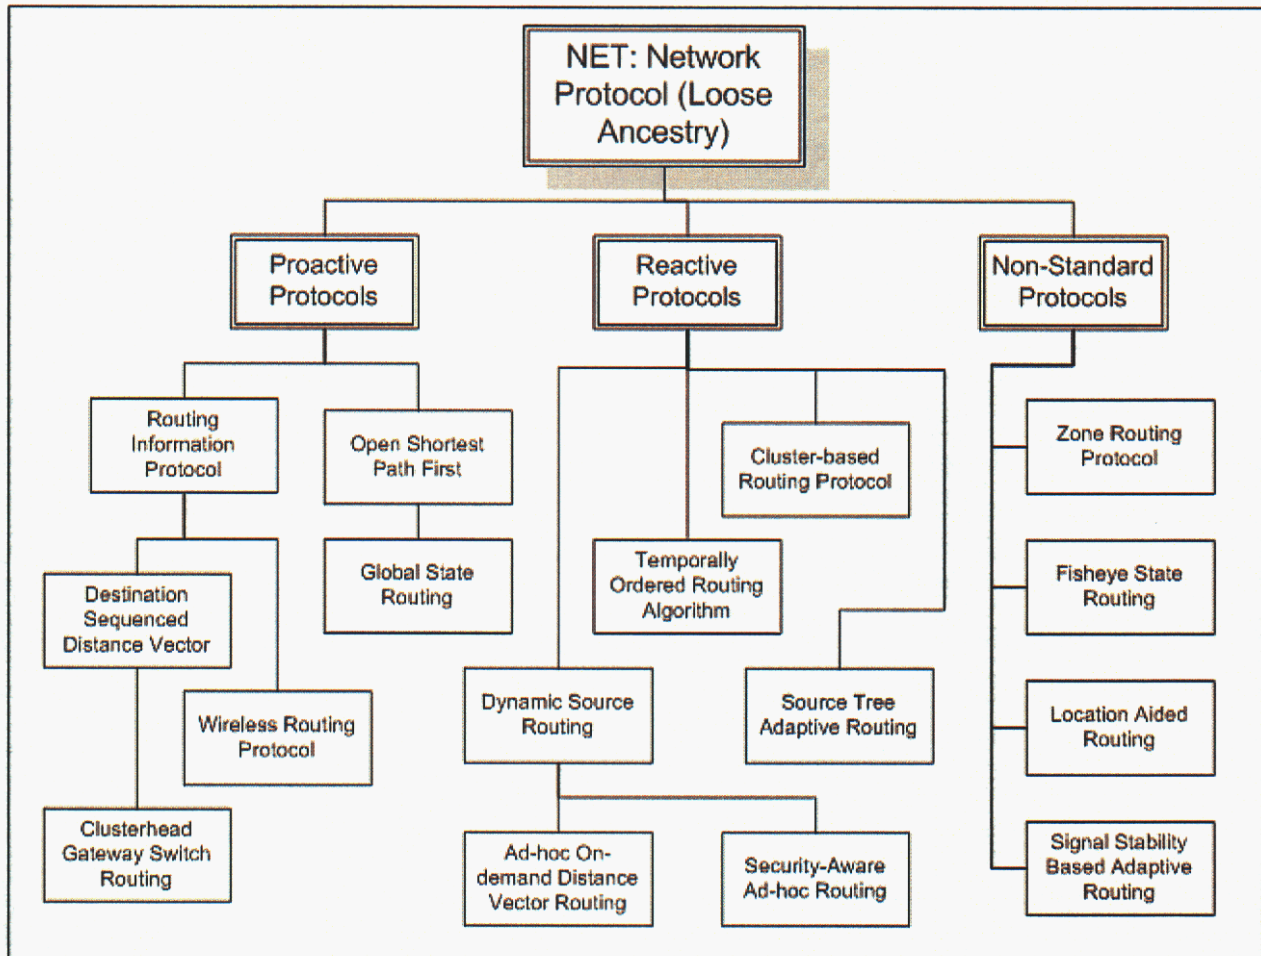 NET: Network
Protocol (Loose
Ancestry)
Proactive
Protocols
Reactive
Protocols
Non-Standard
Protocols
Routing
Information
Protocol
Open Shortest
Path First
Cluster-based
Routing Protocol
Zone Routing
Protocol
Destination
Sequenced
Distance Vector
Global State
Routing
Temporally
Ordered Routing
Algorithm
Fisheye State
Routing
Wireless Routing
Protocol
Dynamic Source
Routing
Source Tree
Adaptive Routing
Location Aided
Routing
Clusterhead
Gateway Switch
Routing
Ad-hoc On-
demand Distance
Vector Routing
Security-Aware
Ad-hoc Routing
Signal Stability
Based Adaptive
Routing